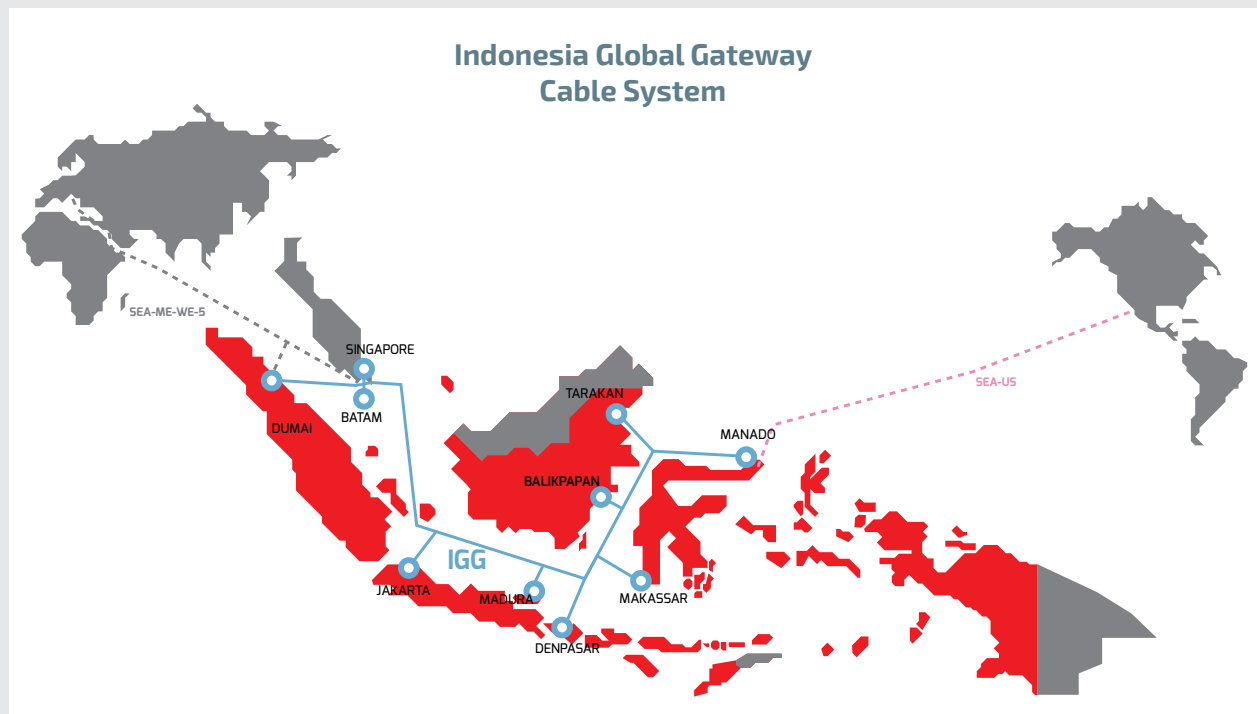 Indonesia Global Gateway
Cable System
SEA-ME-WE-5
SINGAPORE
SEA-US
TARAKAN
BATAM
DUMAI
MANADO
BALIKPAPAN
IGG
JAKARTA
MADURA
MAKASSAR
DENPASAR